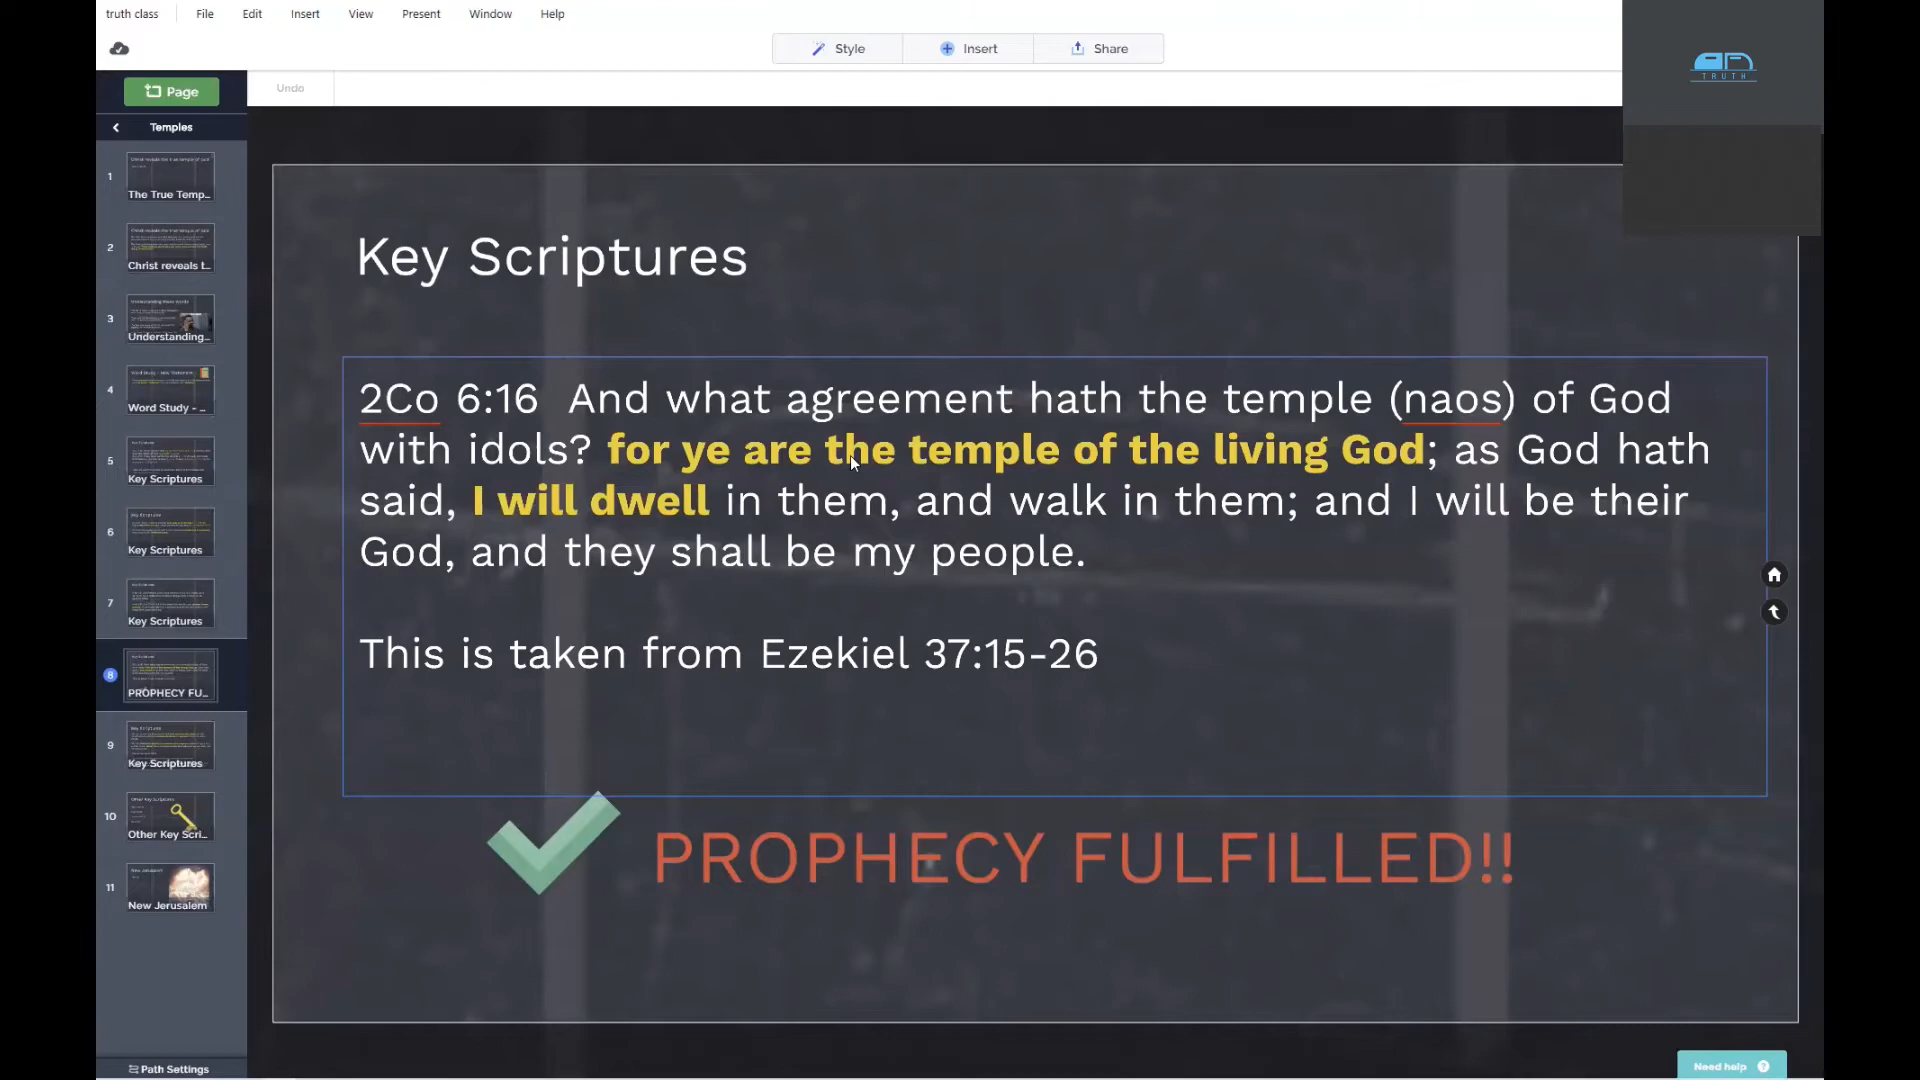 truth class File Edit Insert View Present Window Help
Style Insert Share
TRUTH
Page
Undo
Temples
1
The True Temp...
2
Christ reveals t...
3
Understanding...
4
Word Study - ...
5
Key Scriptures
6
Key Scriptures
7
Key Scriptures
8
PROPHECY FU...
9
Key Scriptures
10
Other Key Scri...
11
New Jerusalem
Path Settings
Key Scriptures
2Co 6:16 And what agreement hath the temple (naos) of God
with idols? for ye are the temple of the living God; as God hath
said, I will dwell in them, and walk in them; and I will be their
God, and they shall be my people.
This is taken from Ezekiel 37:15-26
PROPHECY FULFILLED!!
Need help ?